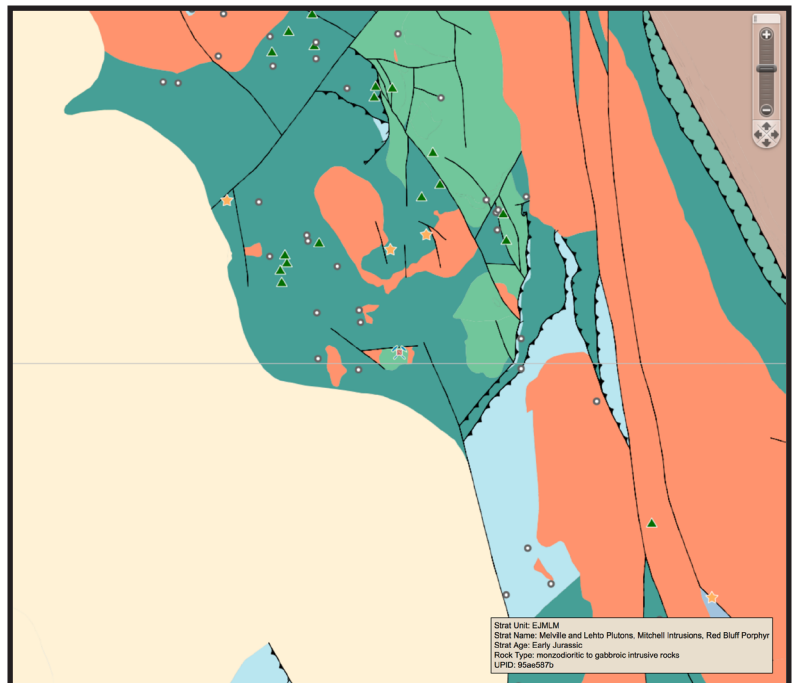 Strat Unit: EJMLM
Strat Name: Melville and Lehto Plutons, Mitchell Intrusions, Red Bluff Porphyr
Strat Age: Early Jurassic
Rock Type: monzodioritic to gabbroic intrusive rocks
UPID: 95ae587b